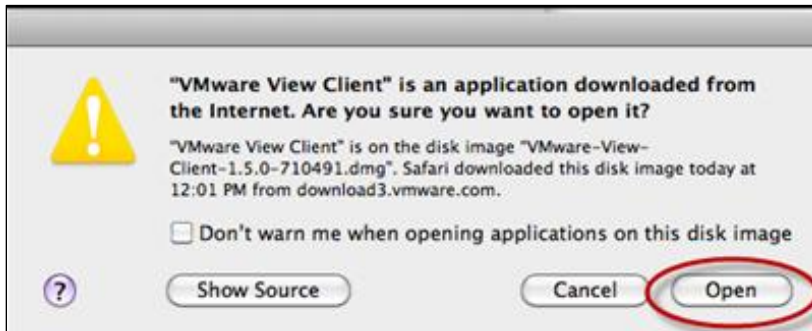 "VMware View Client" is an application downloaded from
the Internet. Are you sure you want to open it?
"VMware View Client" is on the disk image "VMware-View-
Client-1.5.0-710491.dmg". Safari downloaded this disk image today at
12:01 PM from download3.vmware.com.
Don't warn me when opening applications on this disk image
? Show Source Cancel Open